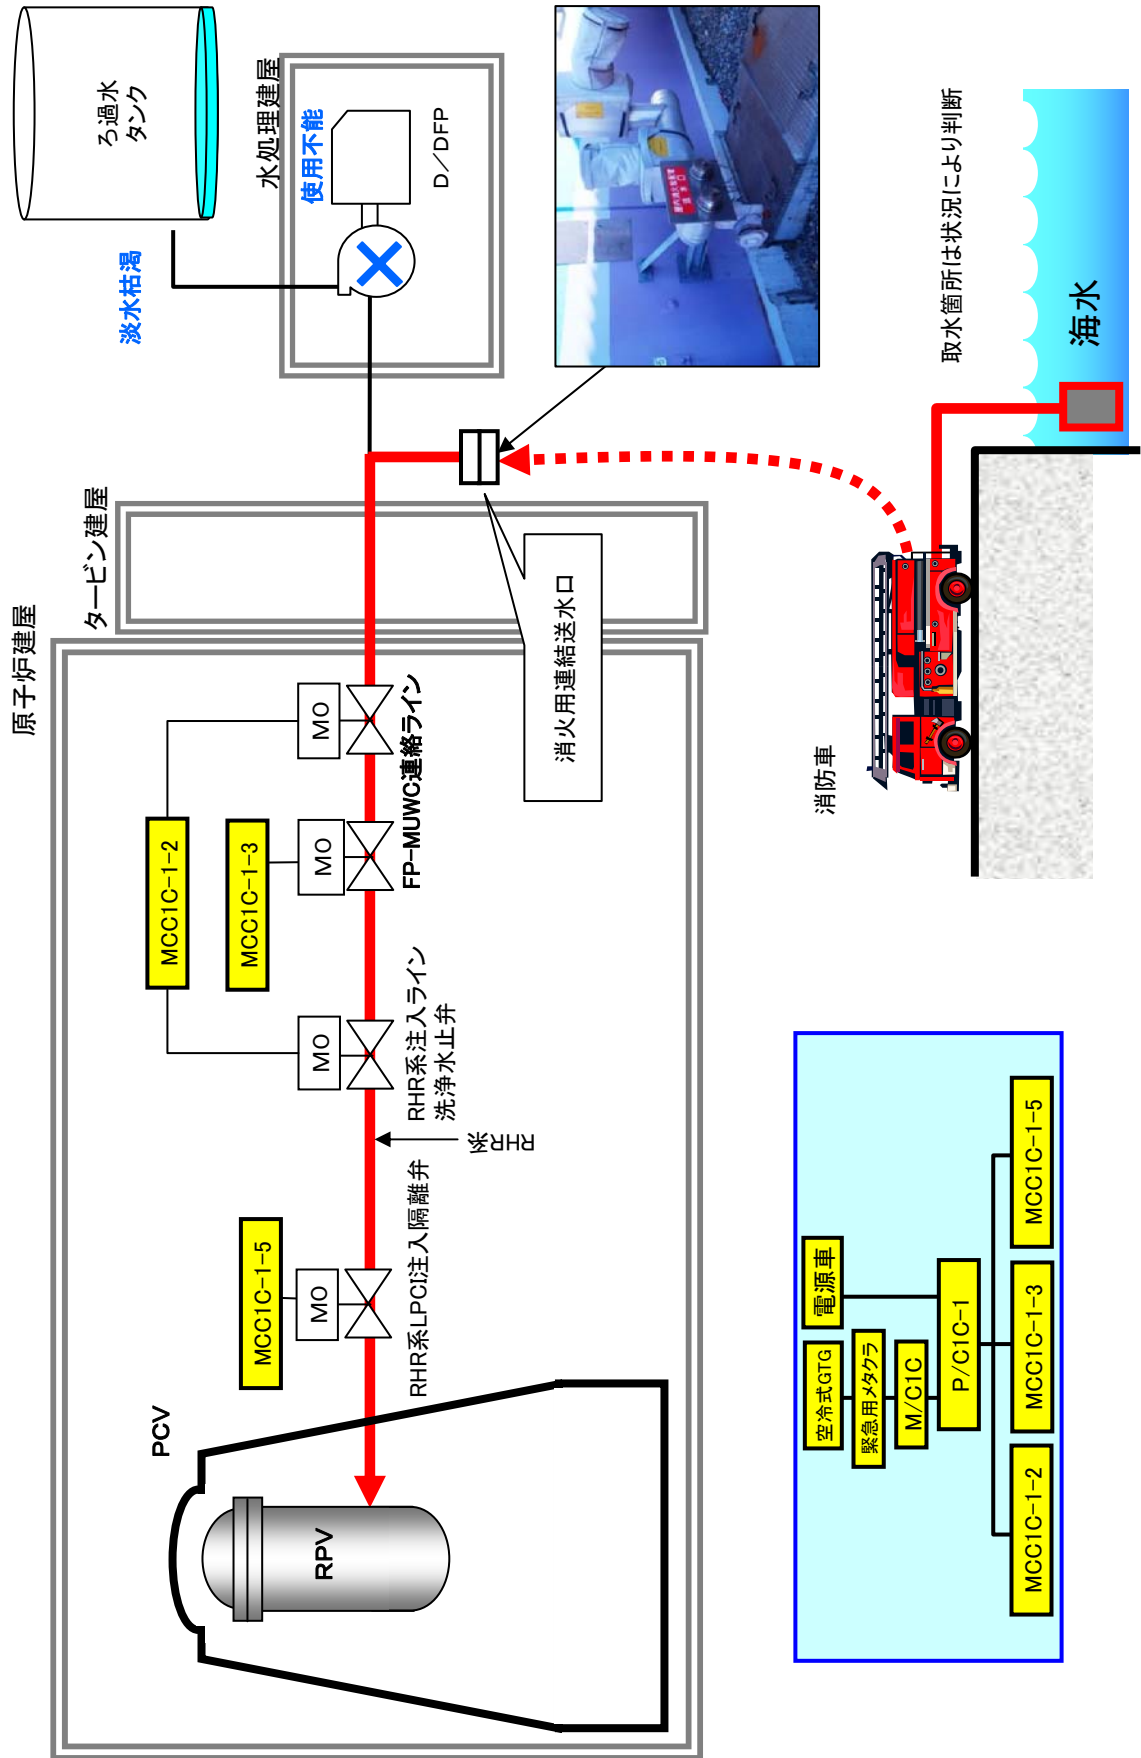 原子炉建屋
タービン建屋
水処理建屋
ろ過水
タンク
淡水枯渇
使用不能
D/DFP
PCV
RPV
MCC1C-1-5
MCC1C-1-2
MCC1C-1-3
MO
MO
MO
MO
RHR系LPCI注入隔離弁
RHR系
RHR系注入ライン
洗浄水止弁
FP-MUWC連絡ライン
消火用連結送水口
送水口
消防車
取水箇所は状況により判断
海水
空冷式GTG
電源車
緊急用メタクラ
M/C1C
P/C1C-1
MCC1C-1-2
MCC1C-1-3
MCC1C-1-5